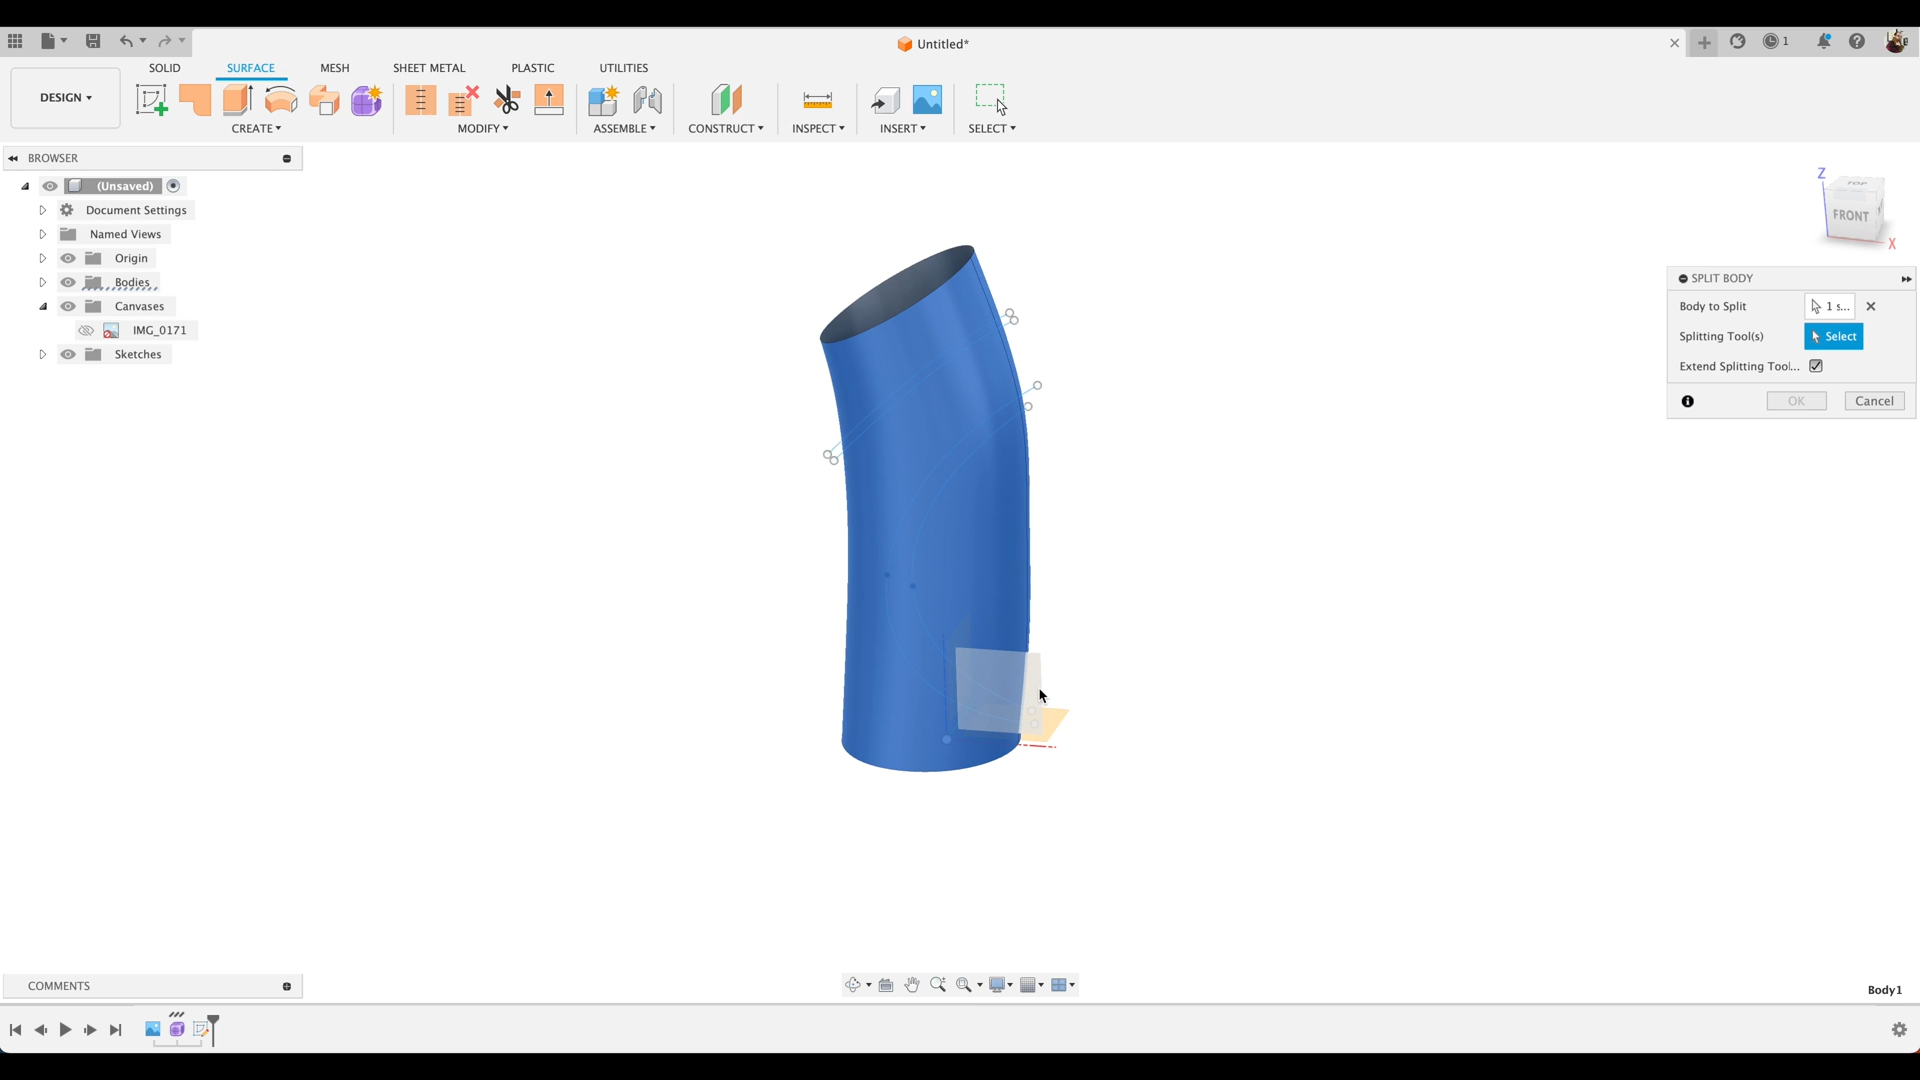 Untitled*
1
DESIGN
SOLID
SURFACE
MESH
SHEET METAL
PLASTIC
UTILITIES
CREATE
MODIFY
ASSEMBLE
CONSTRUCT
INSPECT
INSERT
SELECT
BROWSER
(Unsaved)
Document Settings
Named Views
Origin
Bodies
Canvases
IMG_0171
Sketches
Z
TOP
FRONT
X
SPLIT BODY
Body to Split
1 s...
Splitting Tool(s)
Select
Extend Splitting Tool...
OK
Cancel
COMMENTS
Body1